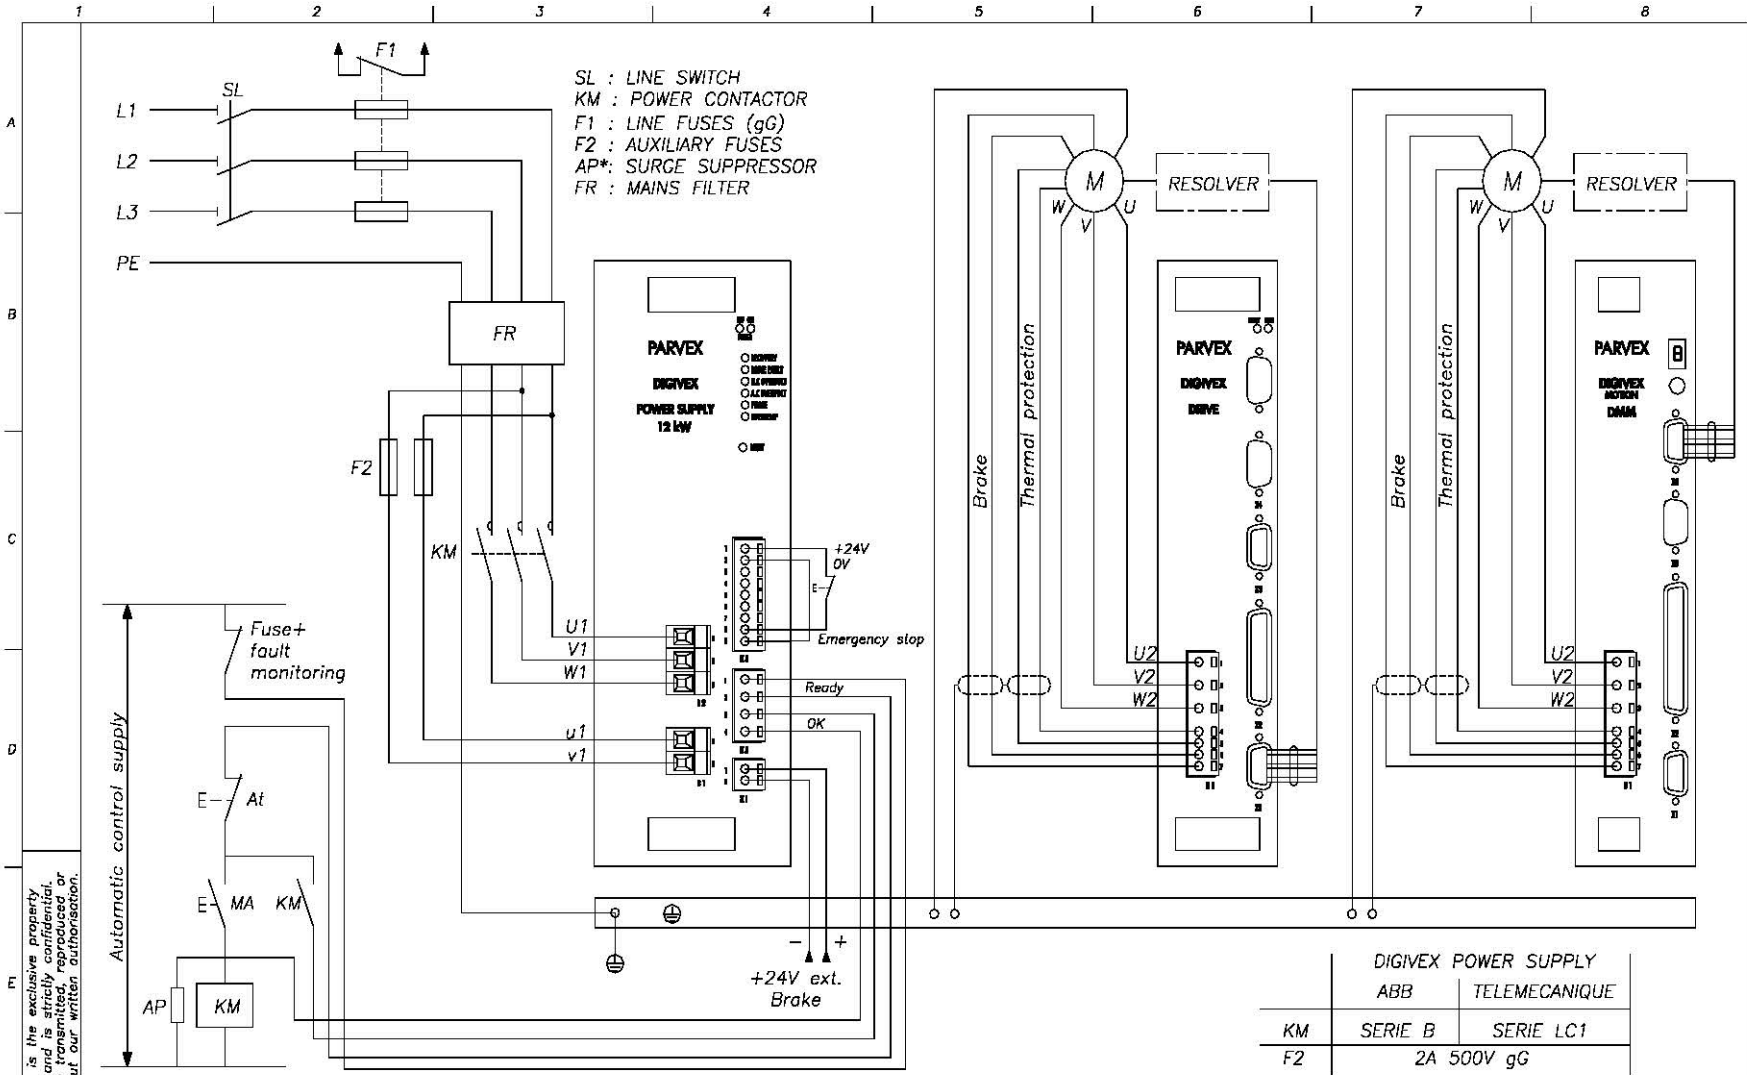 1 2 3 4 5 6 7 8
A
B
C
D
E
F1
SL
L1
L2
L3
PE
SL : LINE SWITCH
KM : POWER CONTACTOR
F1 : LINE FUSES (gG)
F2 : AUXILIARY FUSES
AP*: SURGE SUPPRESSOR
FR : MAINS FILTER
FR
F2
KM
PARVEX
DIGIVEX
POWER SUPPLY
12 kW
+24V
0V
E
Emergency stop
U1
V1
W1
Ready
OK
u1
v1
- +
+24V ext.
Brake
M
RESOLVER
W
V
U
Brake
Thermal protection
PARVEX
DIGIVEX
DRIVE
U2
V2
W2
M
RESOLVER
W
V
U
Brake
Thermal protection
PARVEX
DIGIVEX
MOTION
DMM
U2
V2
W2
Automatic control supply
Fuse+
fault
monitoring
E
At
E
MA
KM
AP
KM
is the exclusive property
and is strictly confidential.
transmitted, reproduced or
ut our written authorisation.
DIGIVEX POWER SUPPLY
ABB TELEMECANIQUE
KM SERIE B SERIE LC1
F2 2A 500V gG